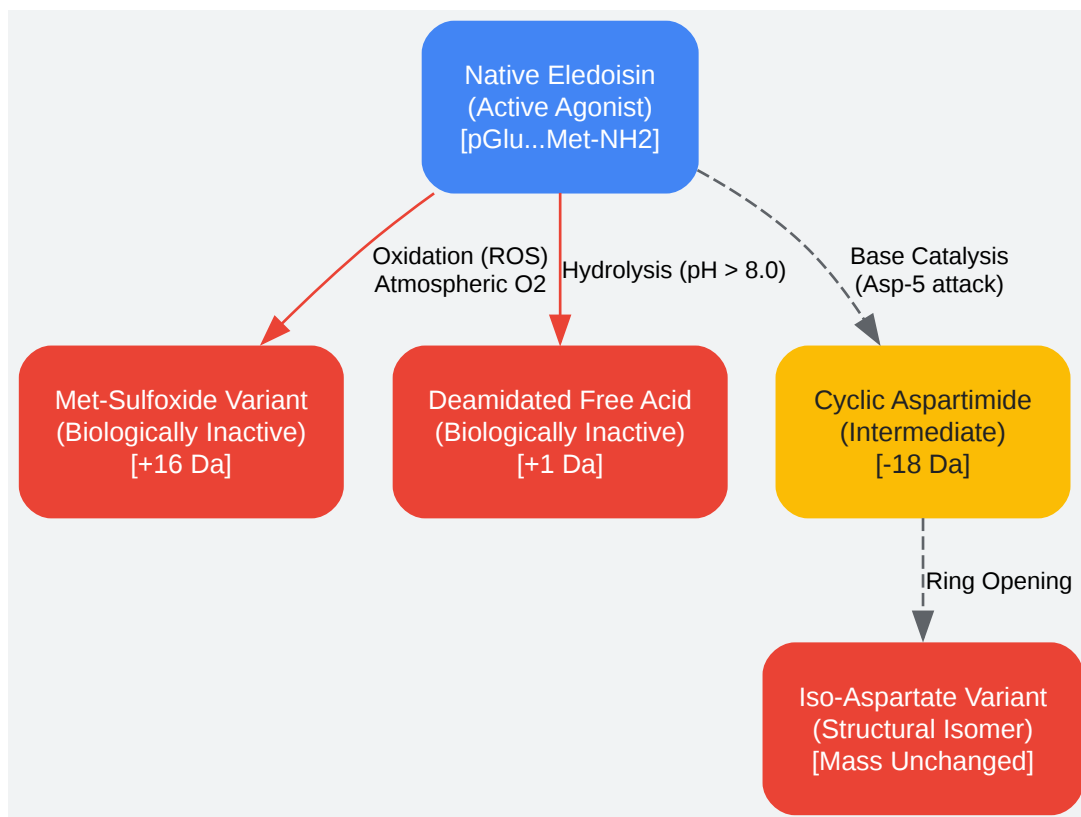 Native Eledoisin
(Active Agonist)
[pGlu...Met-NH2]
Oxidation (ROS)
Atmospheric O2
Hydrolysis (pH > 8.0)
Base Catalysis
(Asp-5 attack)
Met-Sulfoxide Variant
(Biologically Inactive)
[+16 Da]
Deamidated Free Acid
(Biologically Inactive)
[+1 Da]
Cyclic Aspartimide
(Intermediate)
[-18 Da]
Ring Opening
Iso-Aspartate Variant
(Structural Isomer)
[Mass Unchanged]